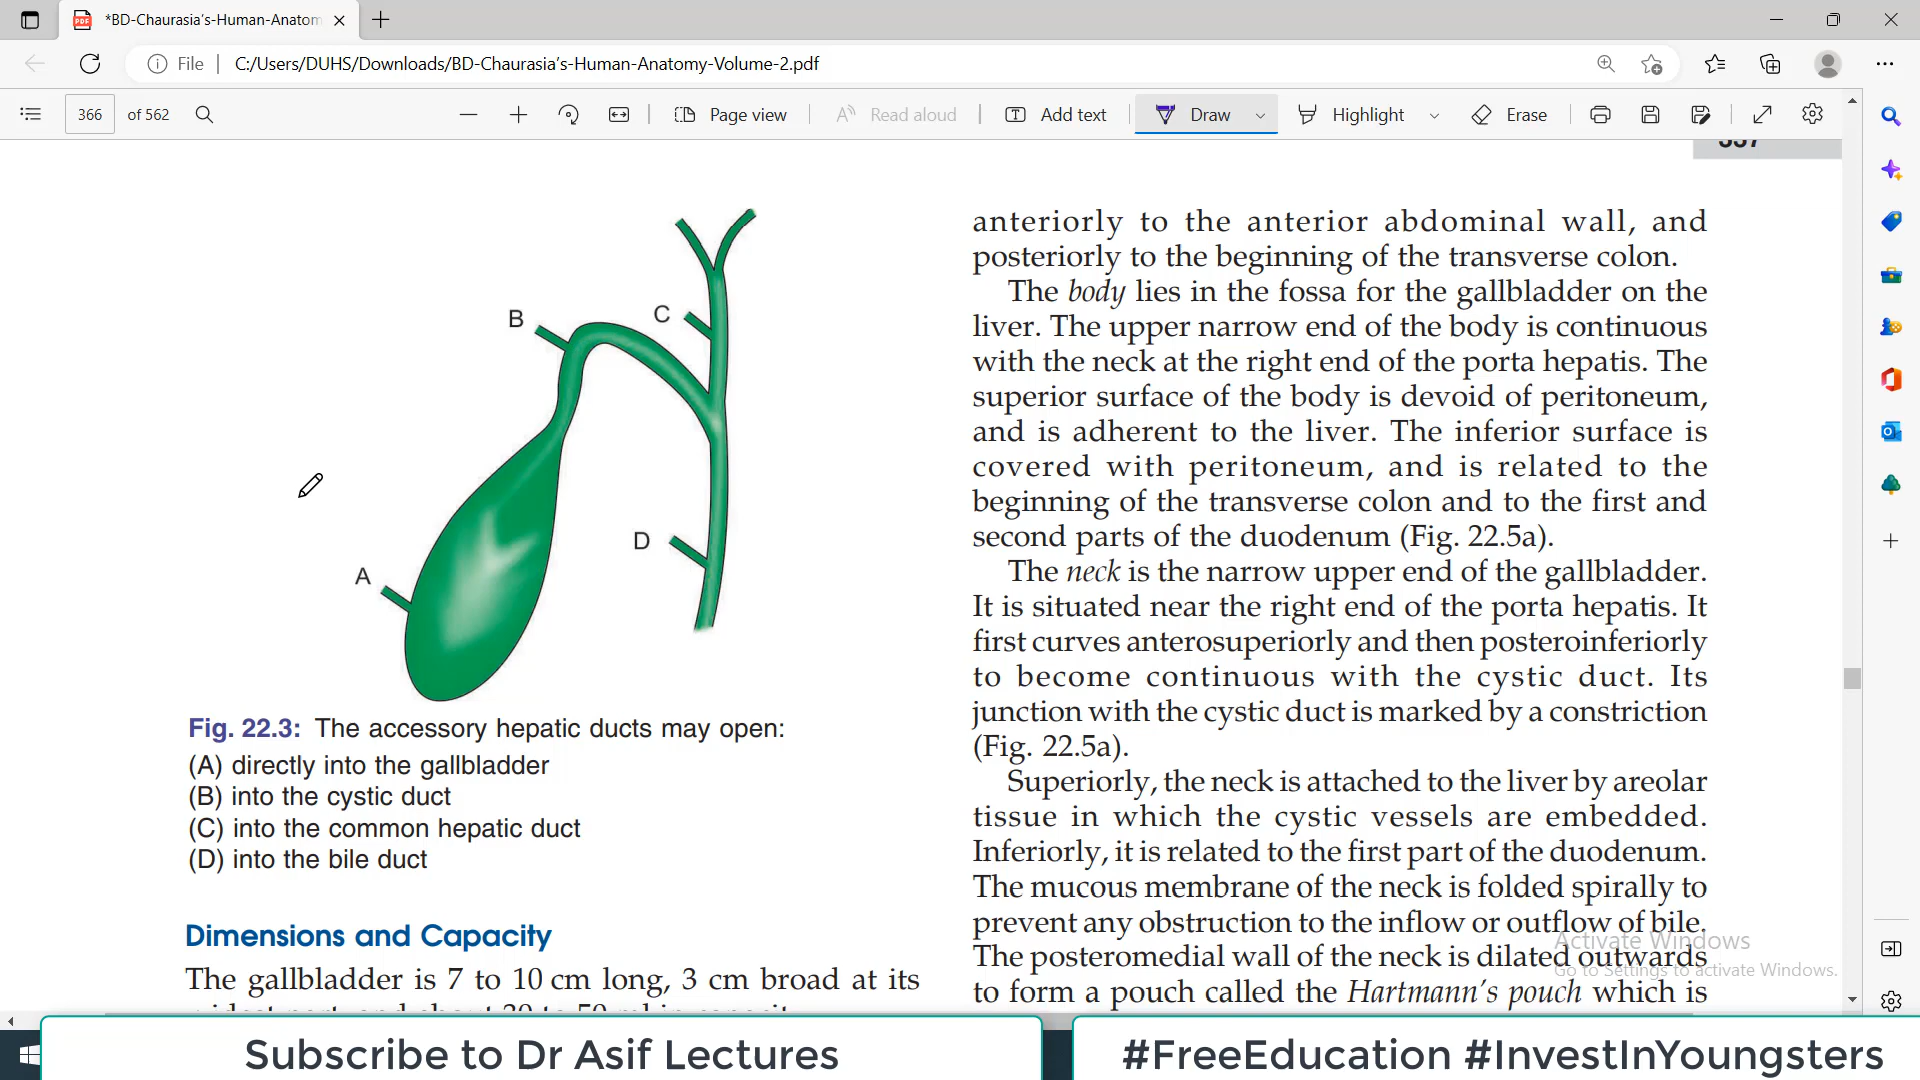 *BD-Chaurasia's-Human-Anatom
File
C:/Users/DUHS/Downloads/BD-Chaurasia's-Human-Anatomy-Volume-2.pdf
366 of 562
Page view
Read aloud
Add text
Draw
Highlight
Erase
337
B
C
D
A
Fig. 22.3: The accessory hepatic ducts may open:
(A) directly into the gallbladder
(B) into the cystic duct
(C) into the common hepatic duct
(D) into the bile duct
Dimensions and Capacity
The gallbladder is 7 to 10 cm long, 3 cm broad at its
anteriorly to the anterior abdominal wall, and
posteriorly to the beginning of the transverse colon.
The body lies in the fossa for the gallbladder on the
liver. The upper narrow end of the body is continuous
with the neck at the right end of the porta hepatis. The
superior surface of the body is devoid of peritoneum,
and is adherent to the liver. The inferior surface is
covered with peritoneum, and is related to the
beginning of the transverse colon and to the first and
second parts of the duodenum (Fig. 22.5a).
The neck is the narrow upper end of the gallbladder.
It is situated near the right end of the porta hepatis. It
first curves anterosuperiorly and then posteroinferiorly
to become continuous with the cystic duct. Its
junction with the cystic duct is marked by a constriction
(Fig. 22.5a).
Superiorly, the neck is attached to the liver by areolar
tissue in which the cystic vessels are embedded.
Inferiorly, it is related to the first part of the duodenum.
The mucous membrane of the neck is folded spirally to
prevent any obstruction to the inflow or outflow of bile.
The posteromedial wall of the neck is dilated outwards
to form a pouch called the Hartmann's pouch which is
Activate Windows
Go to Settings to activate Windows.
Subscribe to Dr Asif Lectures
#FreeEducation #InvestInYoungsters